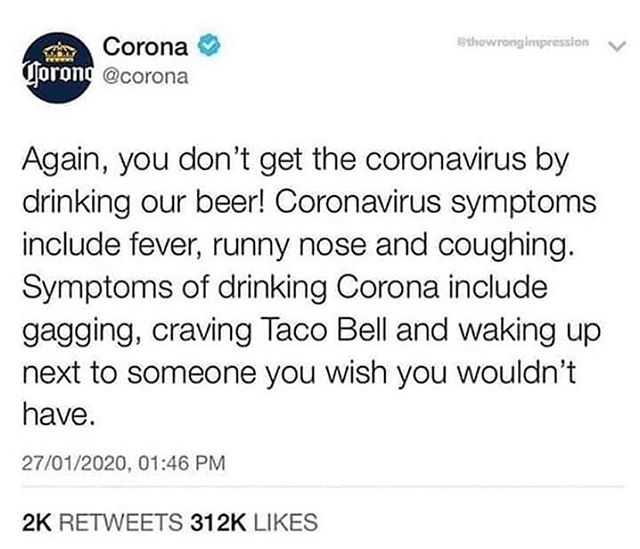 Corona
@thewrongimpression
Corona @corona
Again, you don't get the coronavirus by
drinking our beer! Coronavirus symptoms
include fever, runny nose and coughing.
Symptoms of drinking Corona include
gagging, craving Taco Bell and waking up
next to someone you wish you wouldn't
have.
27/01/2020, 01:46 PM
2K RETWEETS 312K LIKES